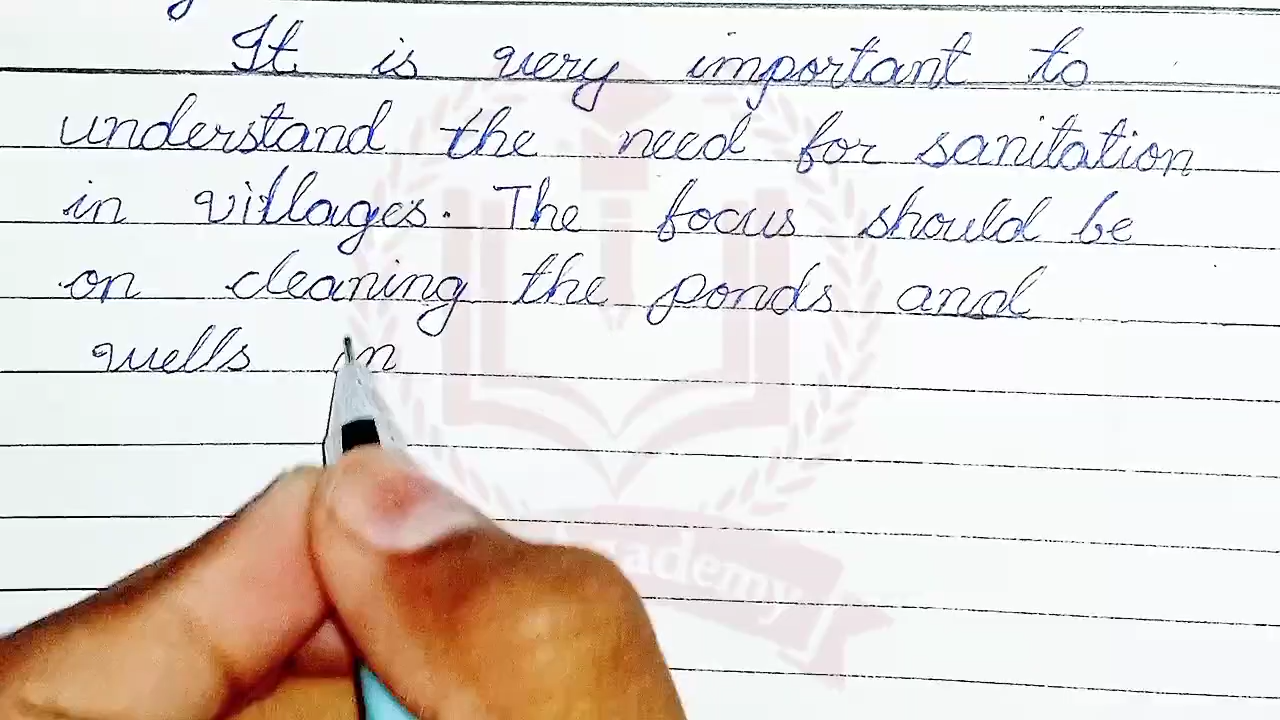 It is very important to
understand the need for sanitation
in villages. The focus should be
on cleaning the ponds and
wells in